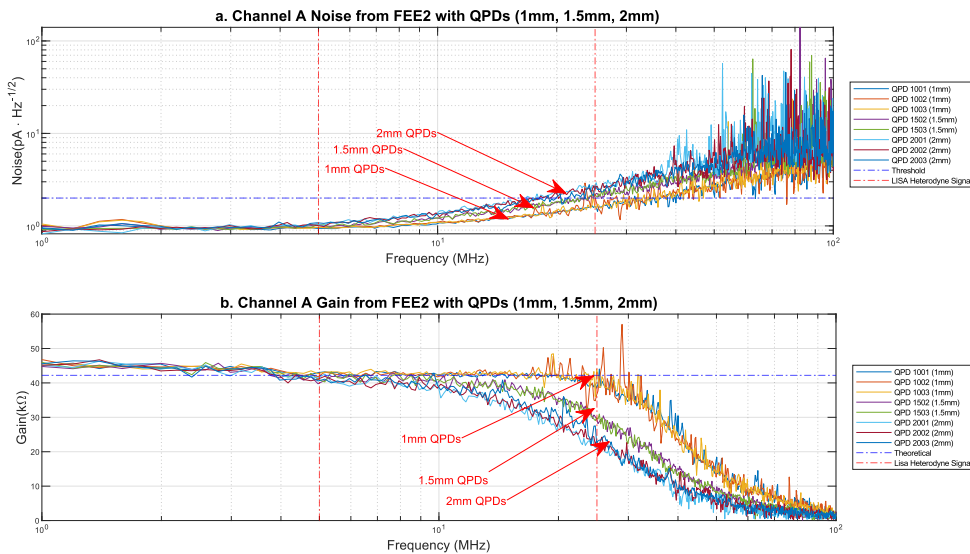 a. Channel A Noise from FEE2 with QPDs (1mm, 1.5mm, 2mm)
Noise(pA · Hz-1/2)
10²
10¹
10⁰
2mm QPDs
1.5mm QPDs
1mm QPDs
10⁰ 10¹ 10²
Frequency (MHz)
QPD 1001 (1mm)
QPD 1002 (1mm)
QPD 1003 (1mm)
QPD 1502 (1.5mm)
QPD 1503 (1.5mm)
QPD 2001 (2mm)
QPD 2002 (2mm)
QPD 2003 (2mm)
Threshold
LISA Heterodyne Signa
b. Channel A Gain from FEE2 with QPDs (1mm, 1.5mm, 2mm)
Gain(kΩ)
60
50
40
30
20
10
0
1mm QPDs
1.5mm QPDs
2mm QPDs
10⁰ 10¹ 10²
Frequency (MHz)
QPD 1001 (1mm)
QPD 1002 (1mm)
QPD 1003 (1mm)
QPD 1502 (1.5mm)
QPD 1503 (1.5mm)
QPD 2001 (2mm)
QPD 2002 (2mm)
QPD 2003 (3mm)
Theoretical
Lisa Heterodyne Signa